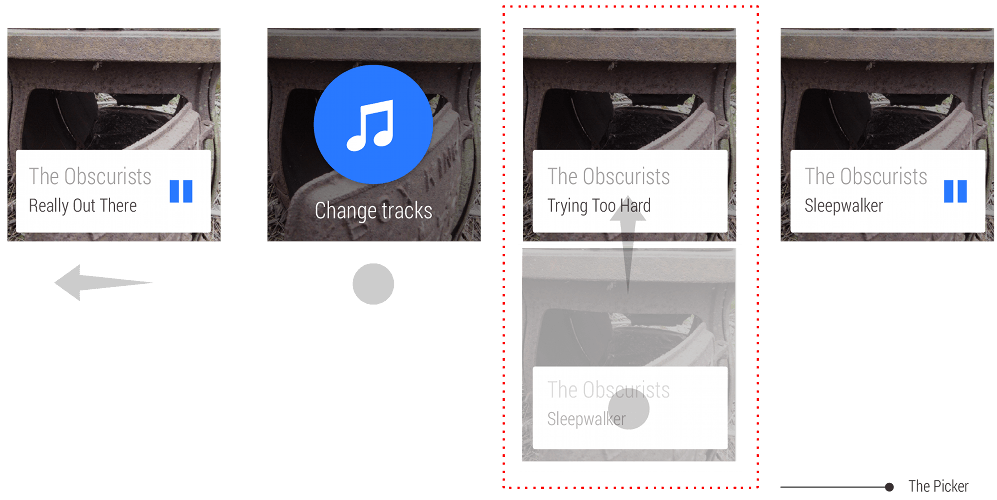 The Obscurists
Really Out There
Change tracks
The Obscurists
Trying Too Hard
The Obscurists
Sleepwalker
The Obscurists
Sleepwalker
The Picker